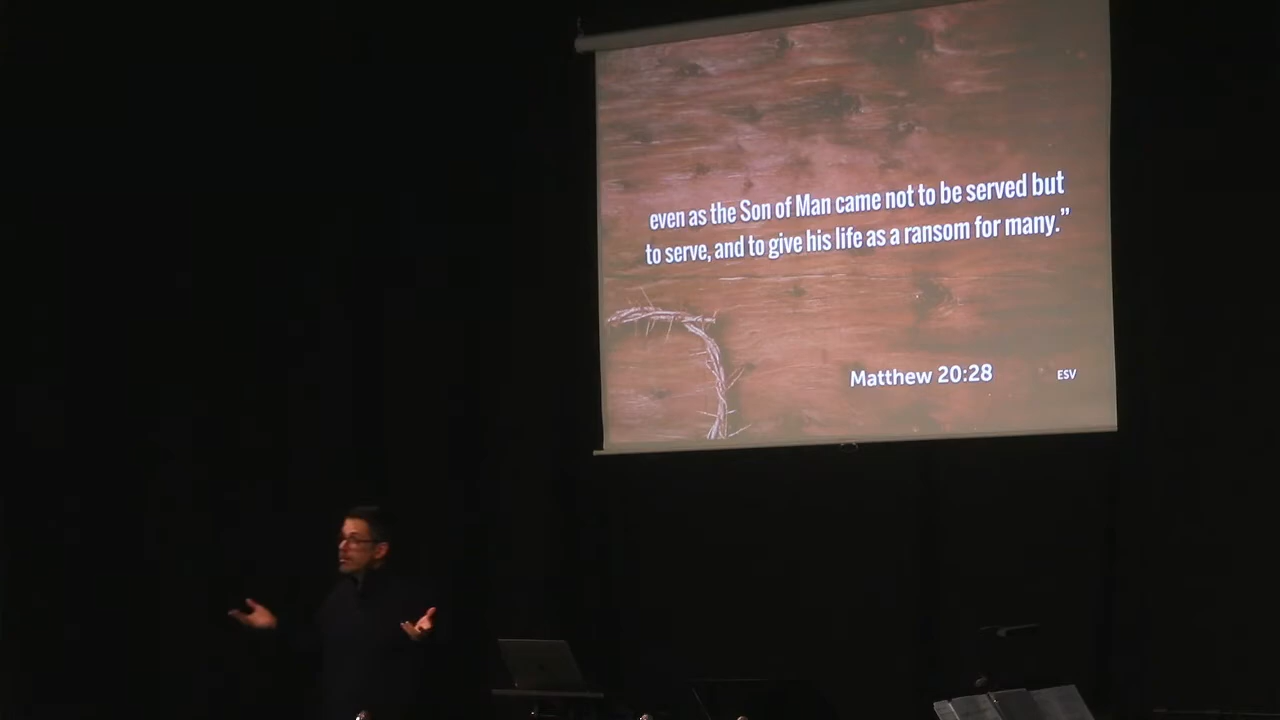 even as the Son of Man came not to be served but
to serve, and to give his life as a ransom for many.”
Matthew 20:28
ESV